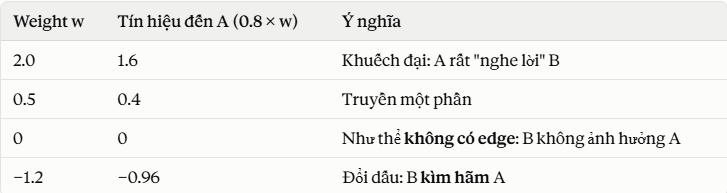 Weight w Tín hiệu đến A (0.8 × w) Ý nghĩa
2.0 1.6 Khuếch đại: A rất "nghe lời" B
0.5 0.4 Truyền một phần
0 0 Như thể không có edge: B không ảnh hưởng A
−1.2 −0.96 Đổi dấu: B kìm hãm A